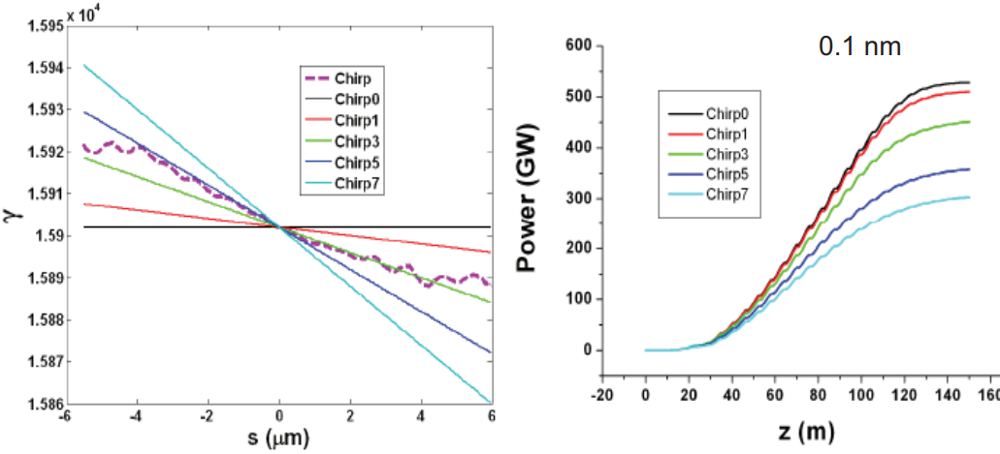 x 10⁴
1.595
1.594
1.593
1.592
1.591
1.59
1.589
1.588
1.587
1.586
γ
-6
-4
-2
0
2
4
6
s (μm)
Chirp
Chirp0
Chirp1
Chirp3
Chirp5
Chirp7
0.1 nm
600
500
400
300
200
100
0
Power (GW)
Chirp0
Chirp1
Chirp3
Chirp5
Chirp7
-20
0
20
40
60
80
100
120
140
160
z (m)